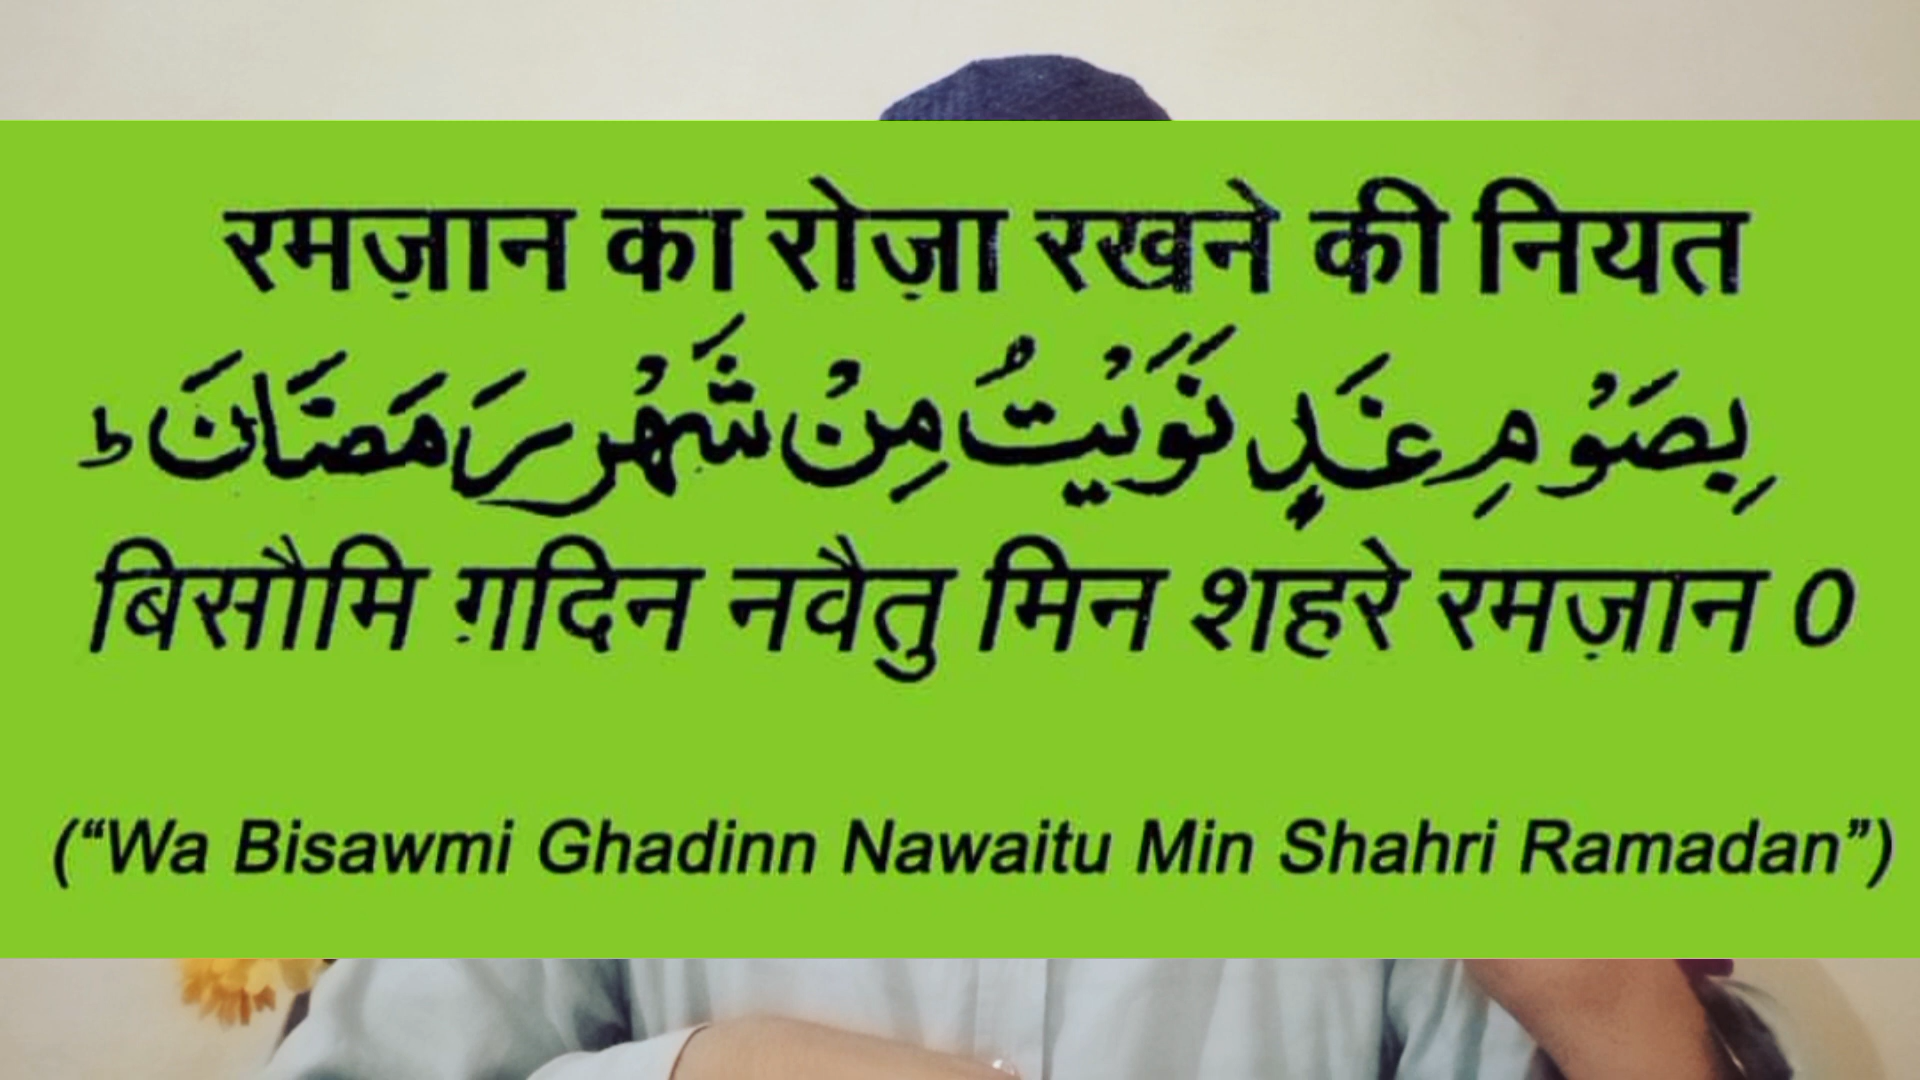 रमज़ान का रोज़ा रखने की नियत
بِصَوْمِ غَدٍ نَّوَيْتُ مِنْ شَهْرِ رَمَضَانَ ؕ
बिसौमि ग़दिन नवैतु मिन शहरे रमज़ान 0
(“Wa Bisawmi Ghadinn Nawaitu Min Shahri Ramadan”)